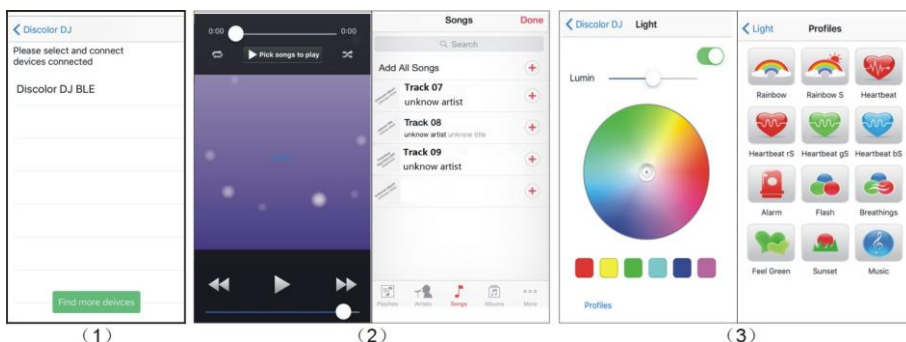 Discolor DJ
Please select and connect
devices connected
Discolor DJ BLE
Find more deivces
(1)
0:00 0:00
Pick songs to play
Songs Done
Search
Add All Songs
Track 07
unknow artist
Track 08
unknow artist unknow title
Track 09
unknow artist
Playlists Artists Songs Albums More
(2)
Discolor DJ Light
Lumin
Profiles
Light Profiles
Rainbow Rainbow S Heartbeat
Heartbeat rS Heartbeat gS Heartbeat bS
Alarm Flash Breathings
Feel Green Sunset Music
(3)